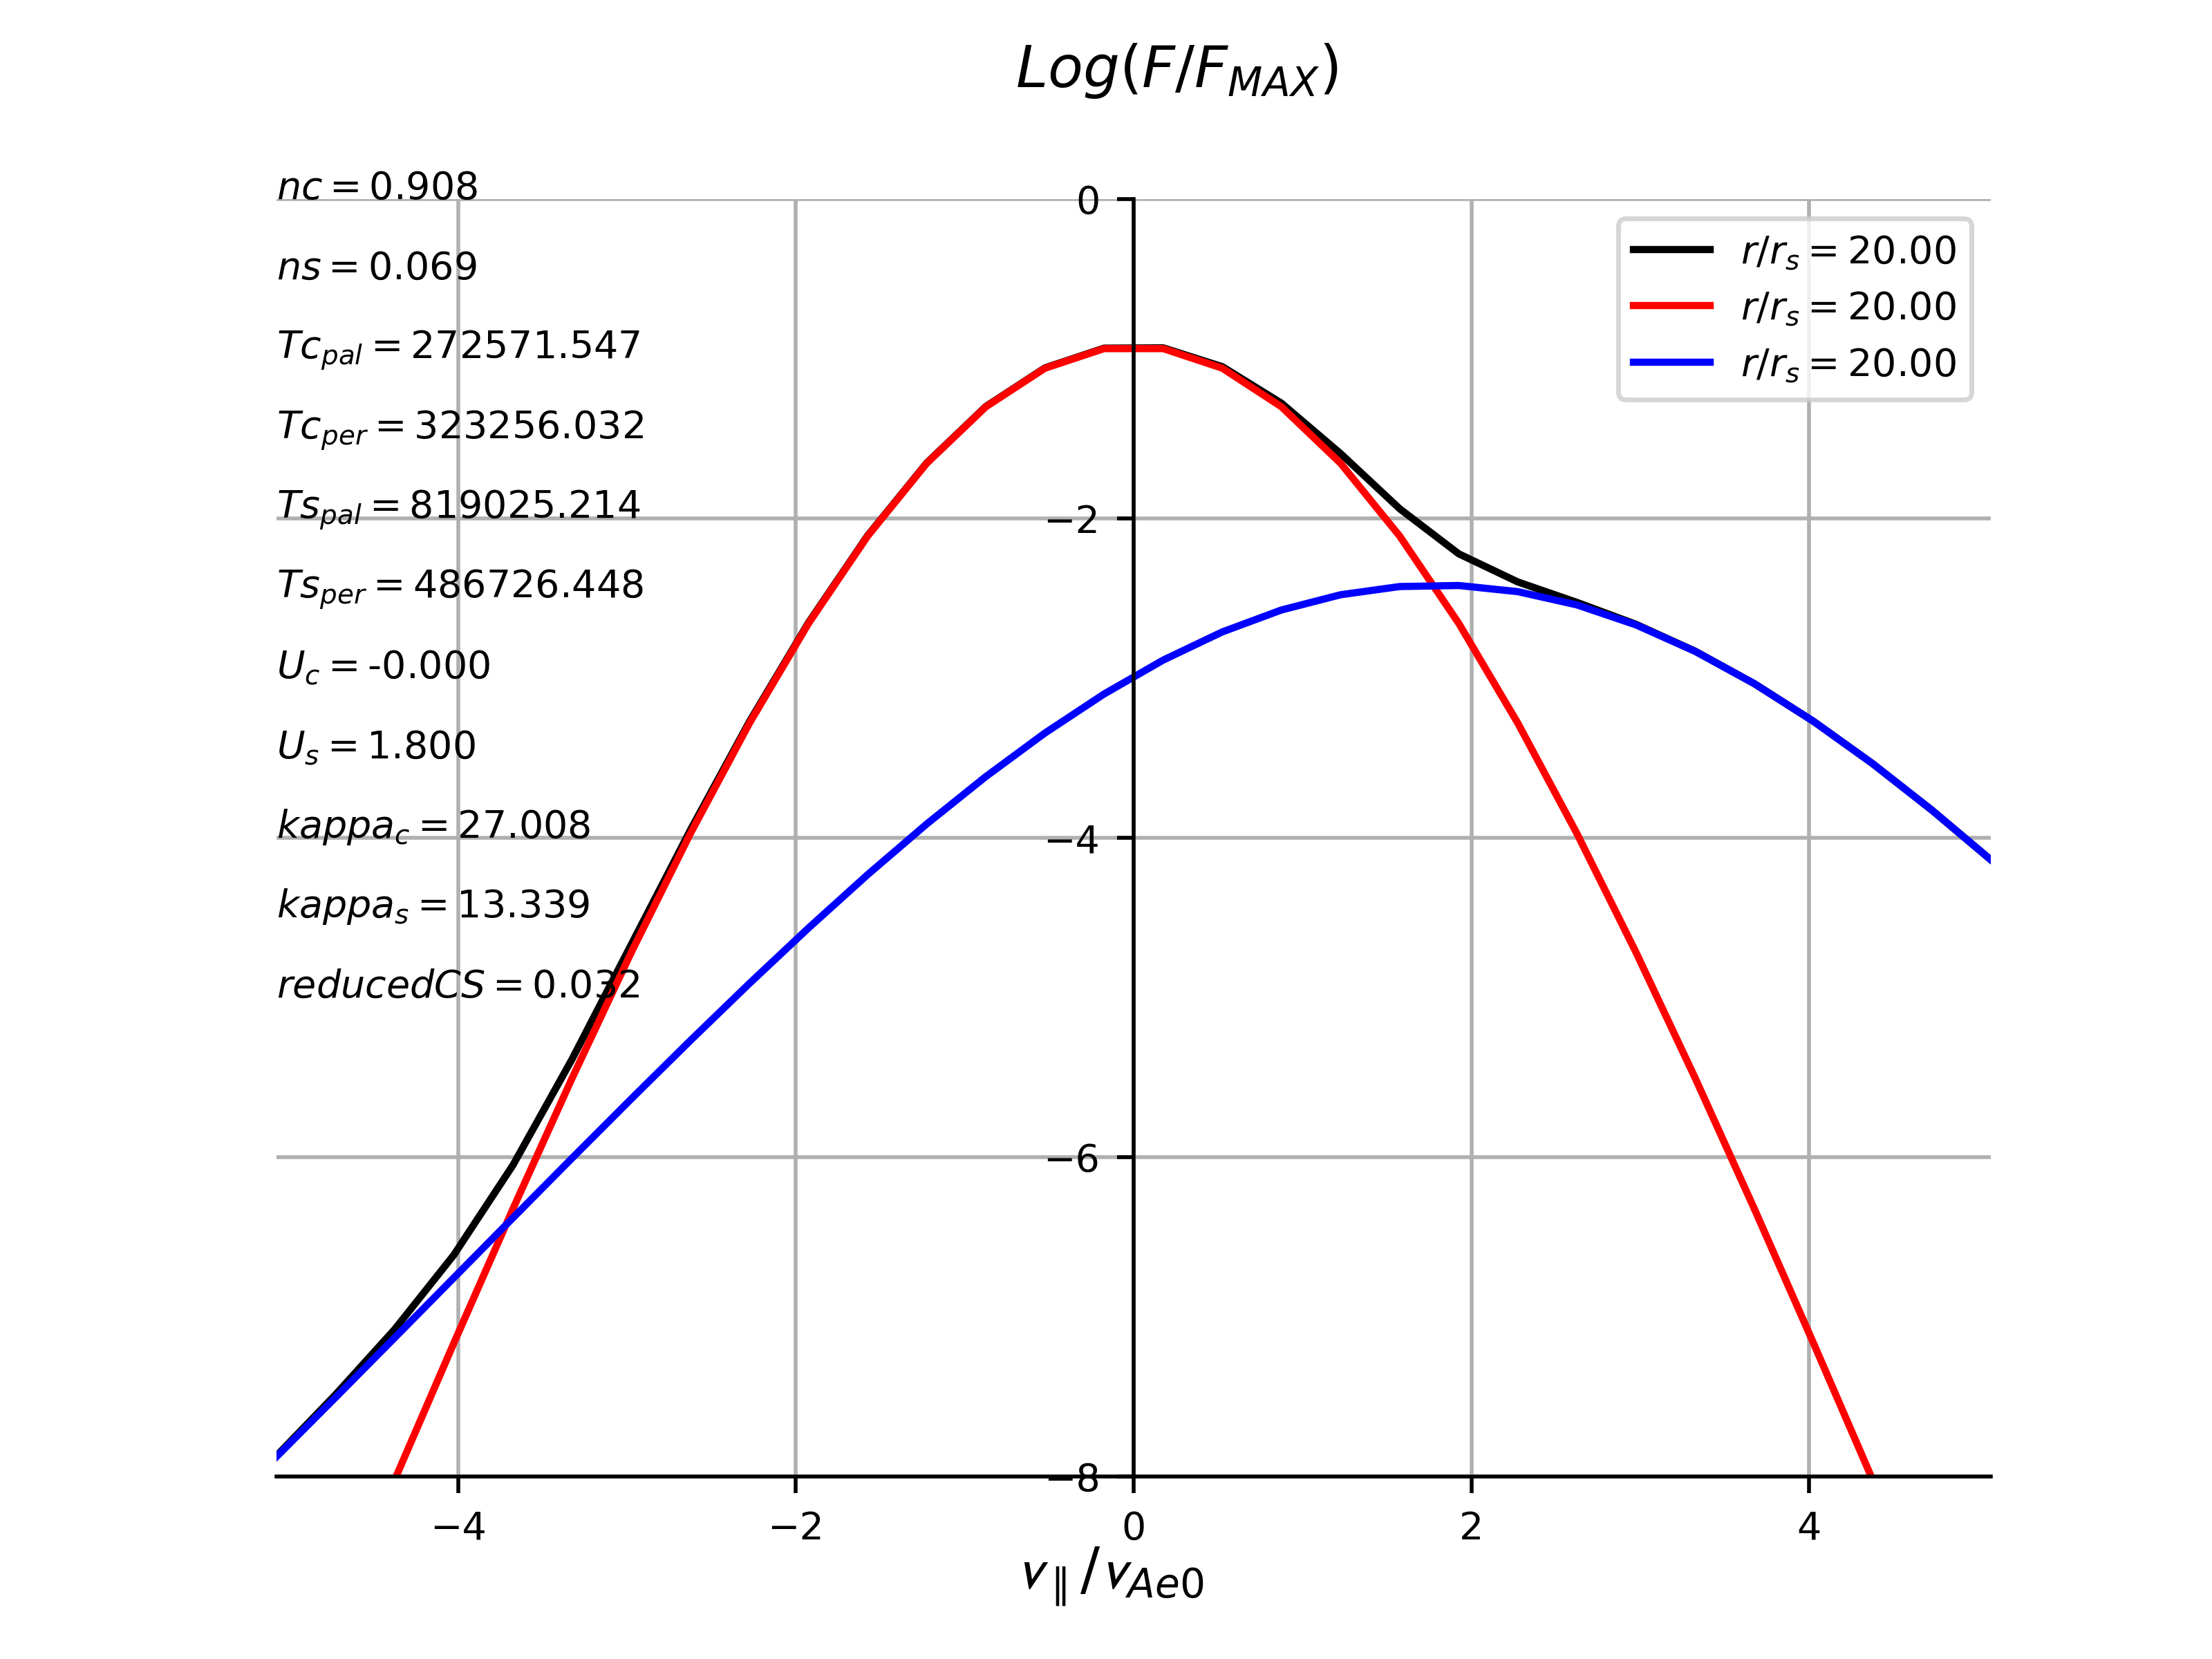 Log(F/F_MAX)
nc = 0.908
ns = 0.069
Tc_pal = 272571.547
Tc_per = 323256.032
Ts_pal = 819025.214
Ts_per = 486726.448
U_c = -0.000
U_s = 1.800
kappa_c = 27.008
kappa_s = 13.339
reducedCS = 0.032
r/r_s = 20.00
r/r_s = 20.00
r/r_s = 20.00
0
−2
−4
−6
−8
−4 −2 0 2 4
v_∥/v_Ae0